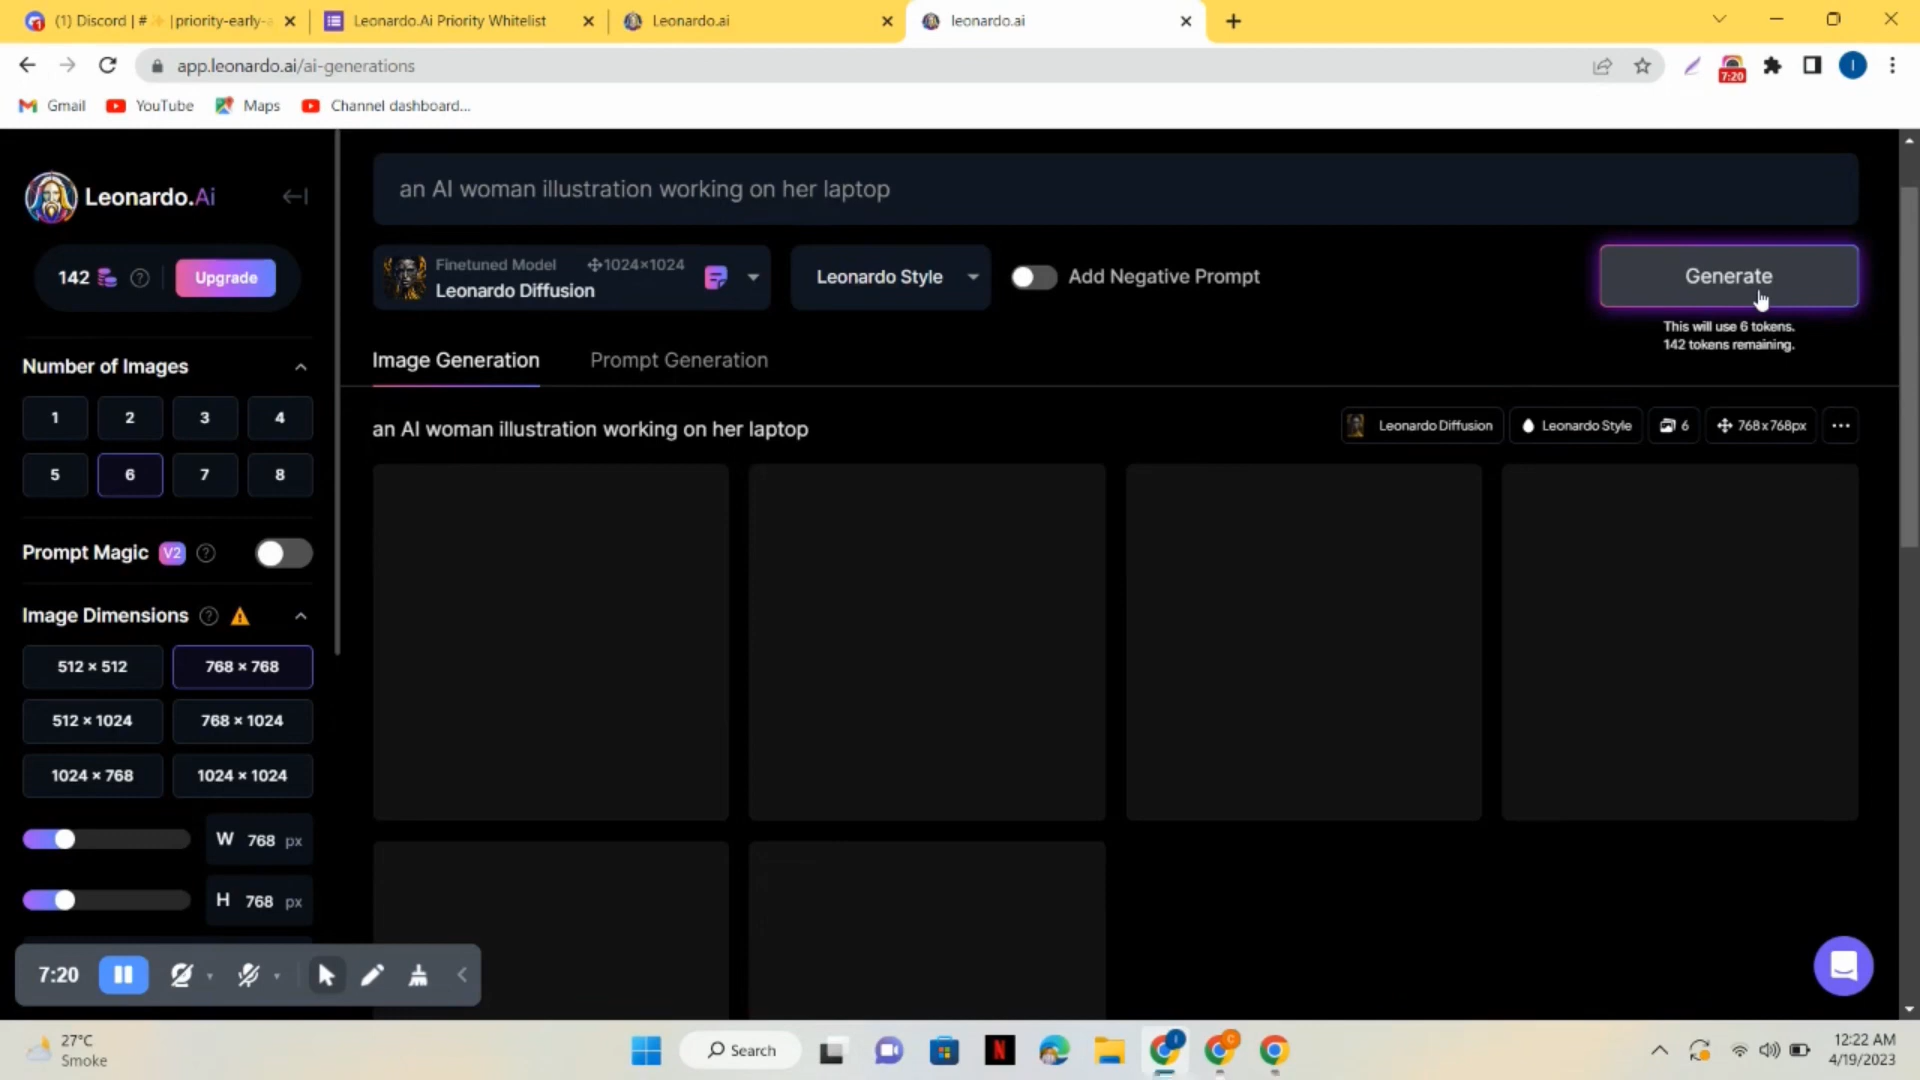 (1) Discord | # ✨ |priority-early-a
Leonardo.Ai Priority Whitelist
Leonardo.ai
leonardo.ai
app.leonardo.ai/ai-generations
7:20
I
Gmail
YouTube
Maps
Channel dashboard...
Leonardo.Ai
142
Upgrade
an AI woman illustration working on her laptop
Finetuned Model
1024×1024
Leonardo Diffusion
Leonardo Style
Add Negative Prompt
Generate
This will use 6 tokens.
142 tokens remaining.
Number of Images
1
2
3
4
5
6
7
8
Image Generation
Prompt Generation
an AI woman illustration working on her laptop
Leonardo Diffusion
Leonardo Style
6
768x768px
Prompt Magic V2
Image Dimensions
512 × 512
768 × 768
512 × 1024
768 × 1024
1024 × 768
1024 × 1024
W 768 px
H 768 px
7:20
27°C
Smoke
Search
12:22 AM
4/19/2023